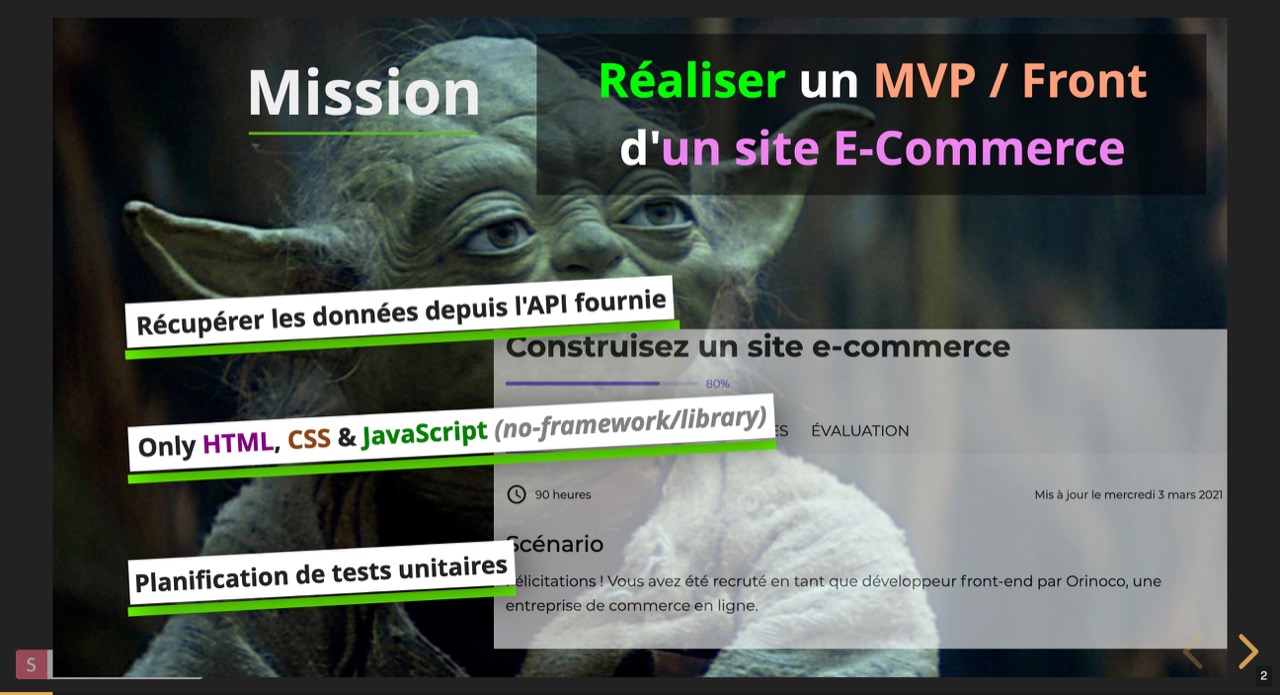 Mission
Réaliser un MVP / Front
d'un site E-Commerce
Récupérer les données depuis l'API fournie
Construisez un site e-commerce
80%
Only HTML, CSS & JavaScript (no-framework/library)
ÉVALUATION
90 heures
Mis à jour le mercredi 3 mars 2021
Scénario
Planification de tests unitaires
élicitations ! Vous avez été recruté en tant que développeur front-end par Orinoco, une
entreprise de commerce en ligne.
S
2